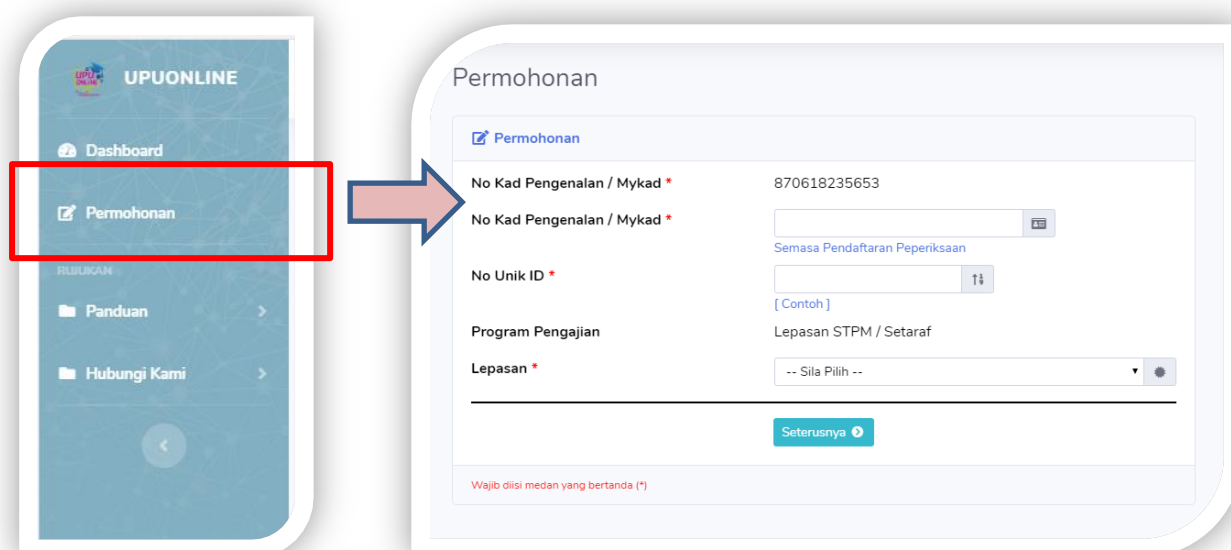 UPU
ONLINE
UPUONLINE
Dashboard
Permohonan
RUJUKAN
Panduan
Hubungi Kami
Permohonan
Permohonan
No Kad Pengenalan / Mykad * 870618235653
No Kad Pengenalan / Mykad *
Semasa Pendaftaran Peperiksaan
No Unik ID *
[ Contoh ]
Program Pengajian Lepasan STPM / Setaraf
Lepasan * -- Sila Pilih --
Seterusnya
Wajib diisi medan yang bertanda (*)